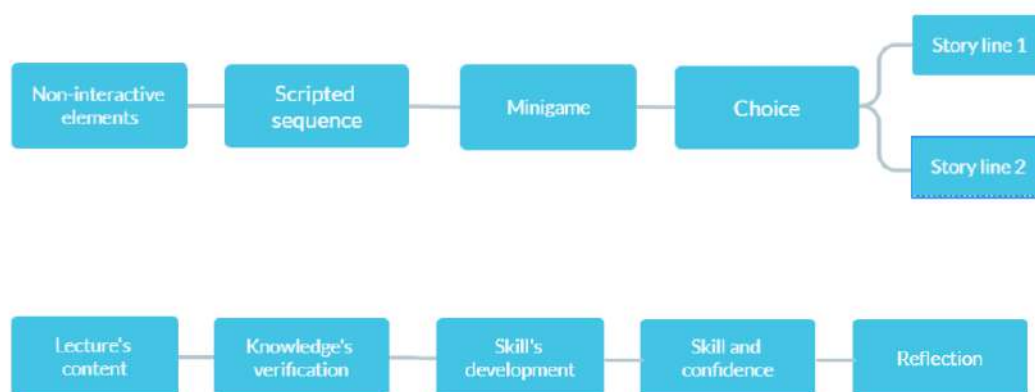 Story line 1
Non-interactive
elements
Scripted
sequence
Minigame
Choice
Story line 2
Lecture's
content
Knowledge's
verification
Skill's
development
Skill and
confidence
Reflection